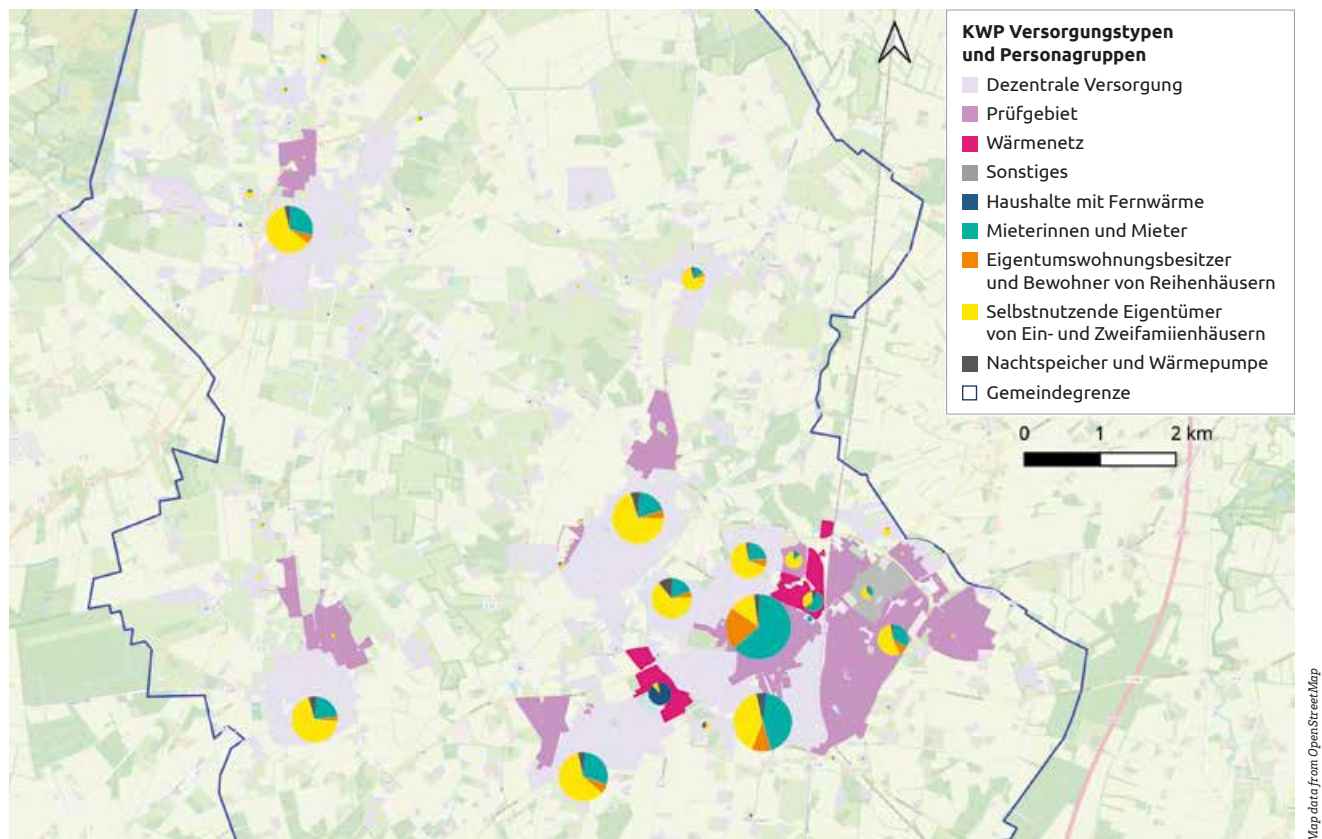 KWP Versorgungstypen
und Personagruppen
Dezentrale Versorgung
Prüfgebiet
Wärmenetz
Sonstiges
Haushalte mit Fernwärme
Mieterinnen und Mieter
Eigentumswohnungsbesitzer
und Bewohner von Reihenhäusern
Selbstnutzende Eigentümer
von Ein- und Zweifamiienhäusern
Nachtspeicher und Wärmepumpe
Gemeindegrenze
0 1 2 km
Map data from OpenStreetMap